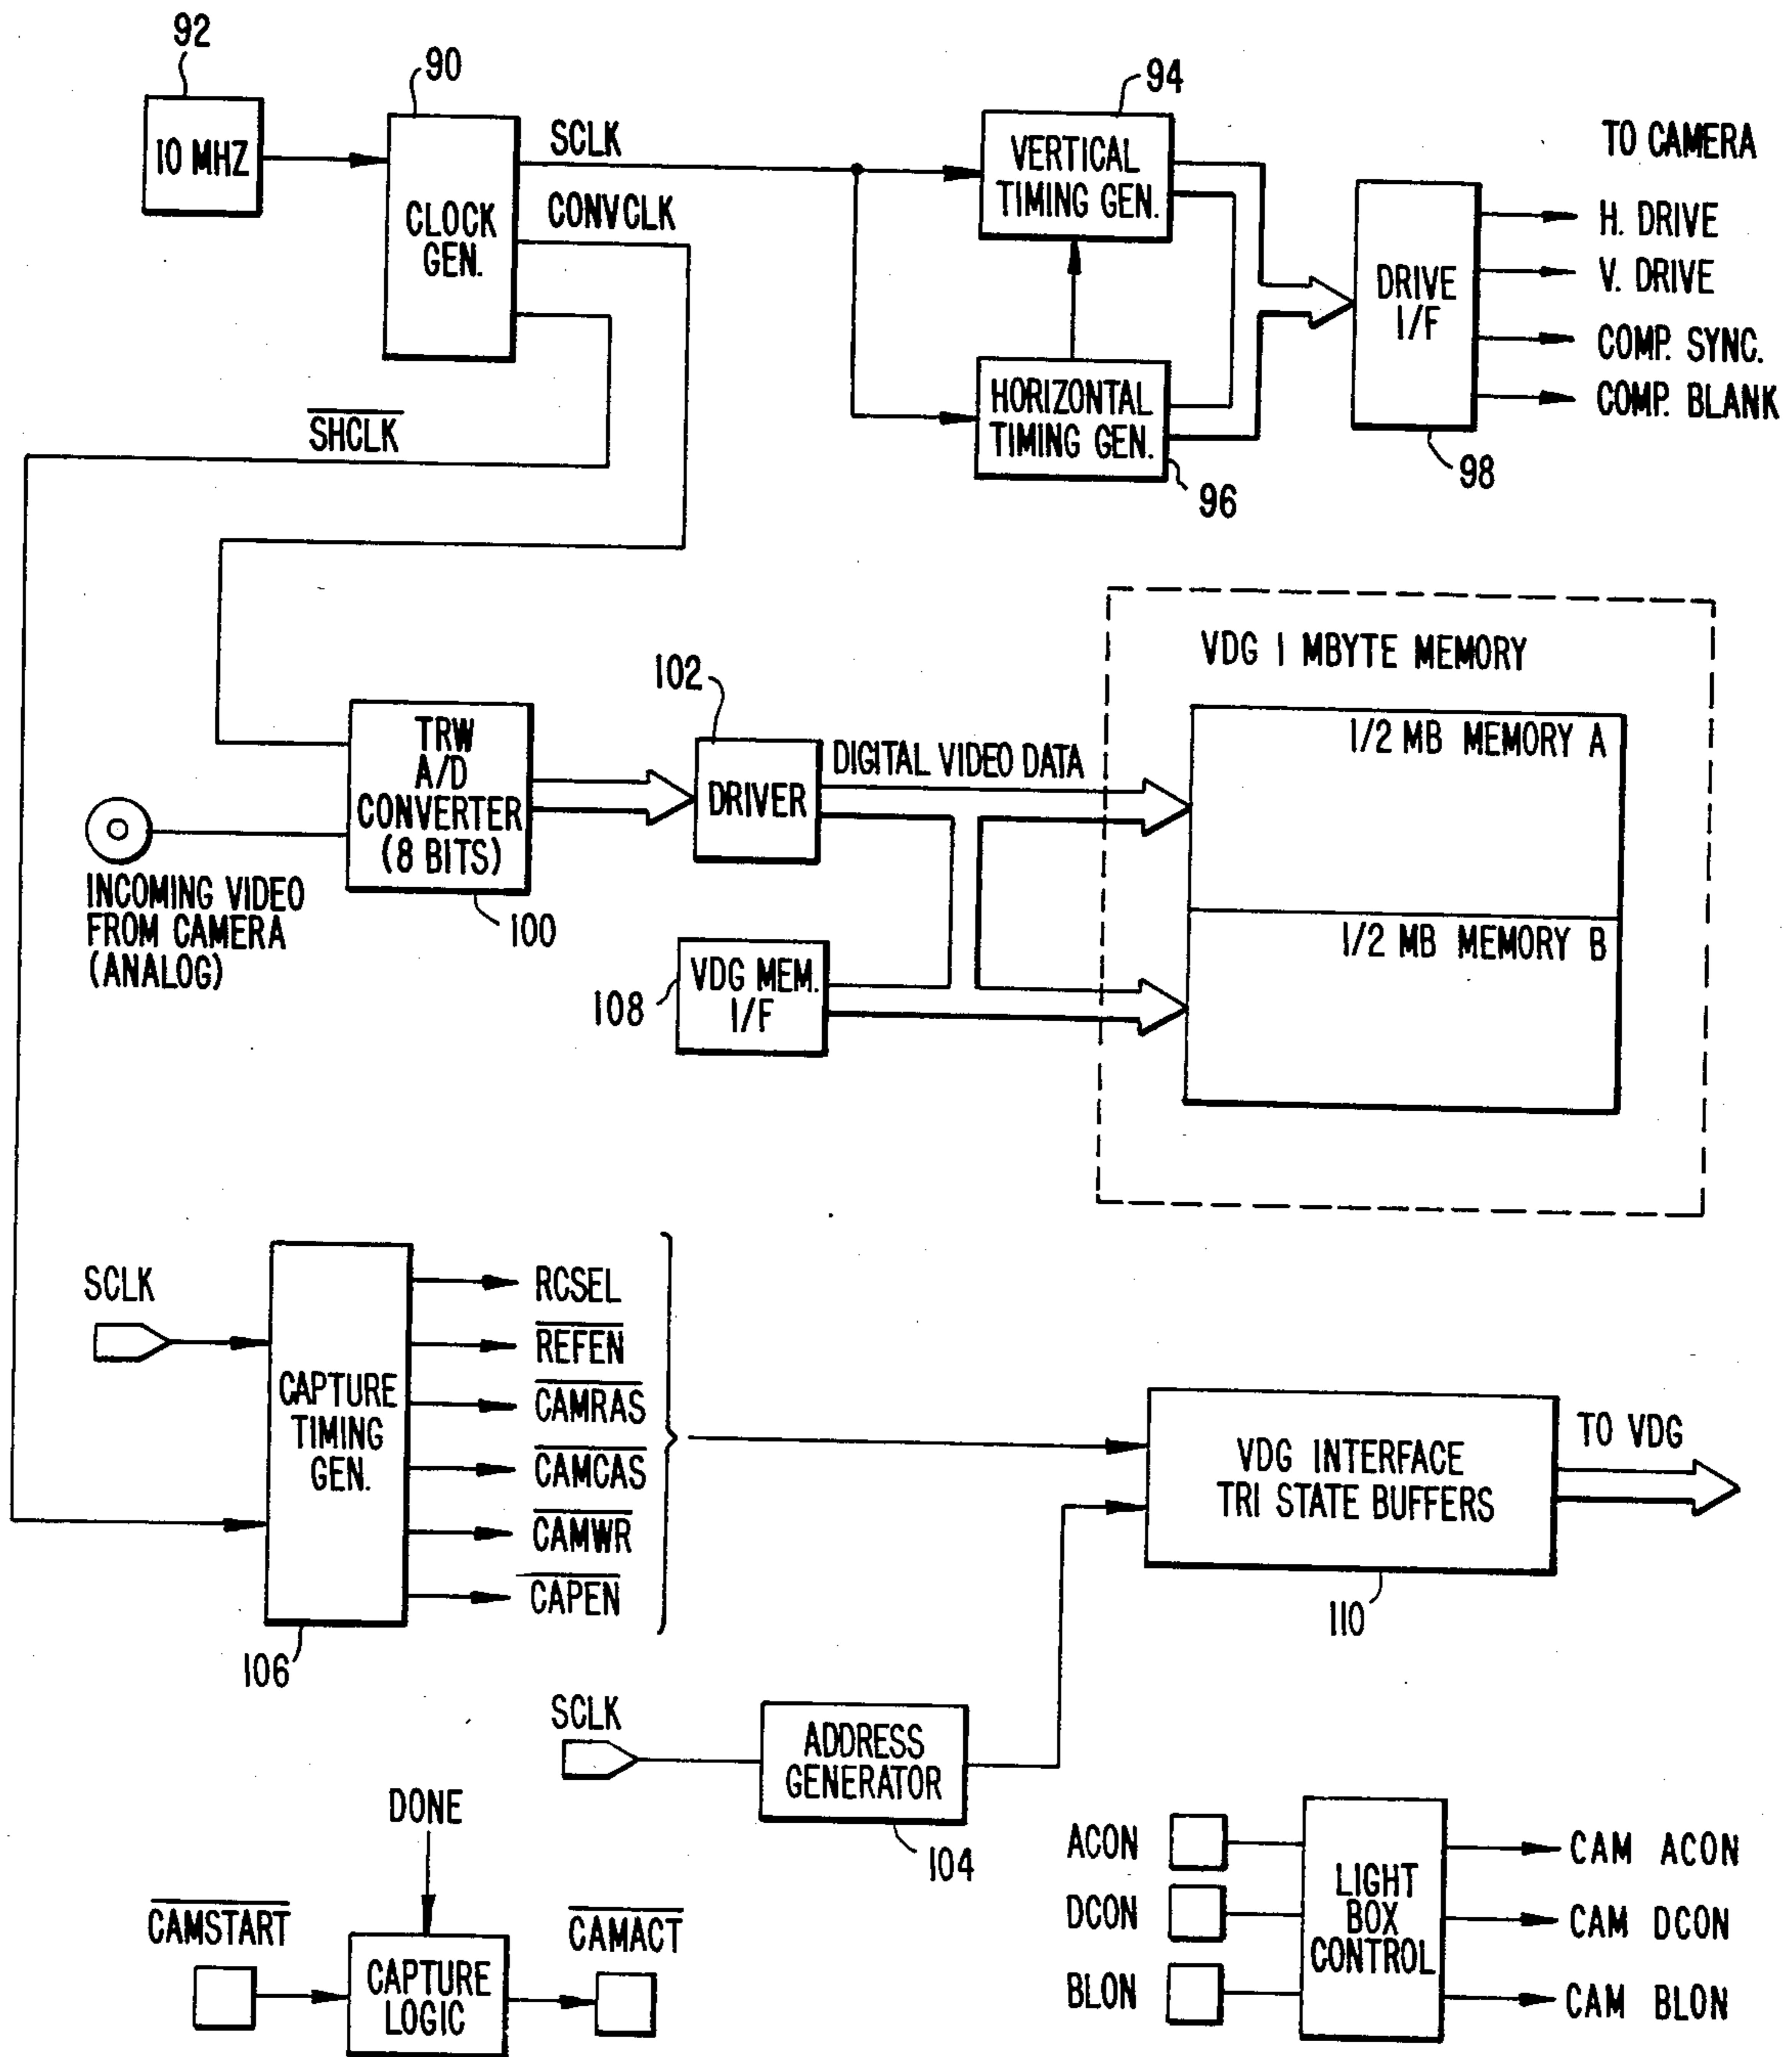 92
10 MHZ
90
CLOCK
GEN.
SCLK
CONVCLK
SHCLK
94
VERTICAL
TIMING GEN.
HORIZONTAL
TIMING GEN.
96
TO CAMERA
DRIVE
I/F
98
H. DRIVE
V. DRIVE
COMP. SYNC.
COMP. BLANK
INCOMING VIDEO
FROM CAMERA
(ANALOG)
TRW
A/D
CONVERTER
(8 BITS)
100
102
DRIVER
DIGITAL VIDEO DATA
108
VDG MEM.
I/F
VDG 1 MBYTE MEMORY
1/2 MB MEMORY A
1/2 MB MEMORY B
SCLK
CAPTURE
TIMING
GEN.
106
RCSEL
REFEN
CAMRAS
CAMCAS
CAMWR
CAPEN
VDG INTERFACE
TRI STATE BUFFERS
110
TO VDG
SCLK
ADDRESS
GENERATOR
104
DONE
CAMSTART
CAPTURE
LOGIC
CAMACT
ACON
DCON
BLON
LIGHT
BOX
CONTROL
CAM ACON
CAM DCON
CAM BLON